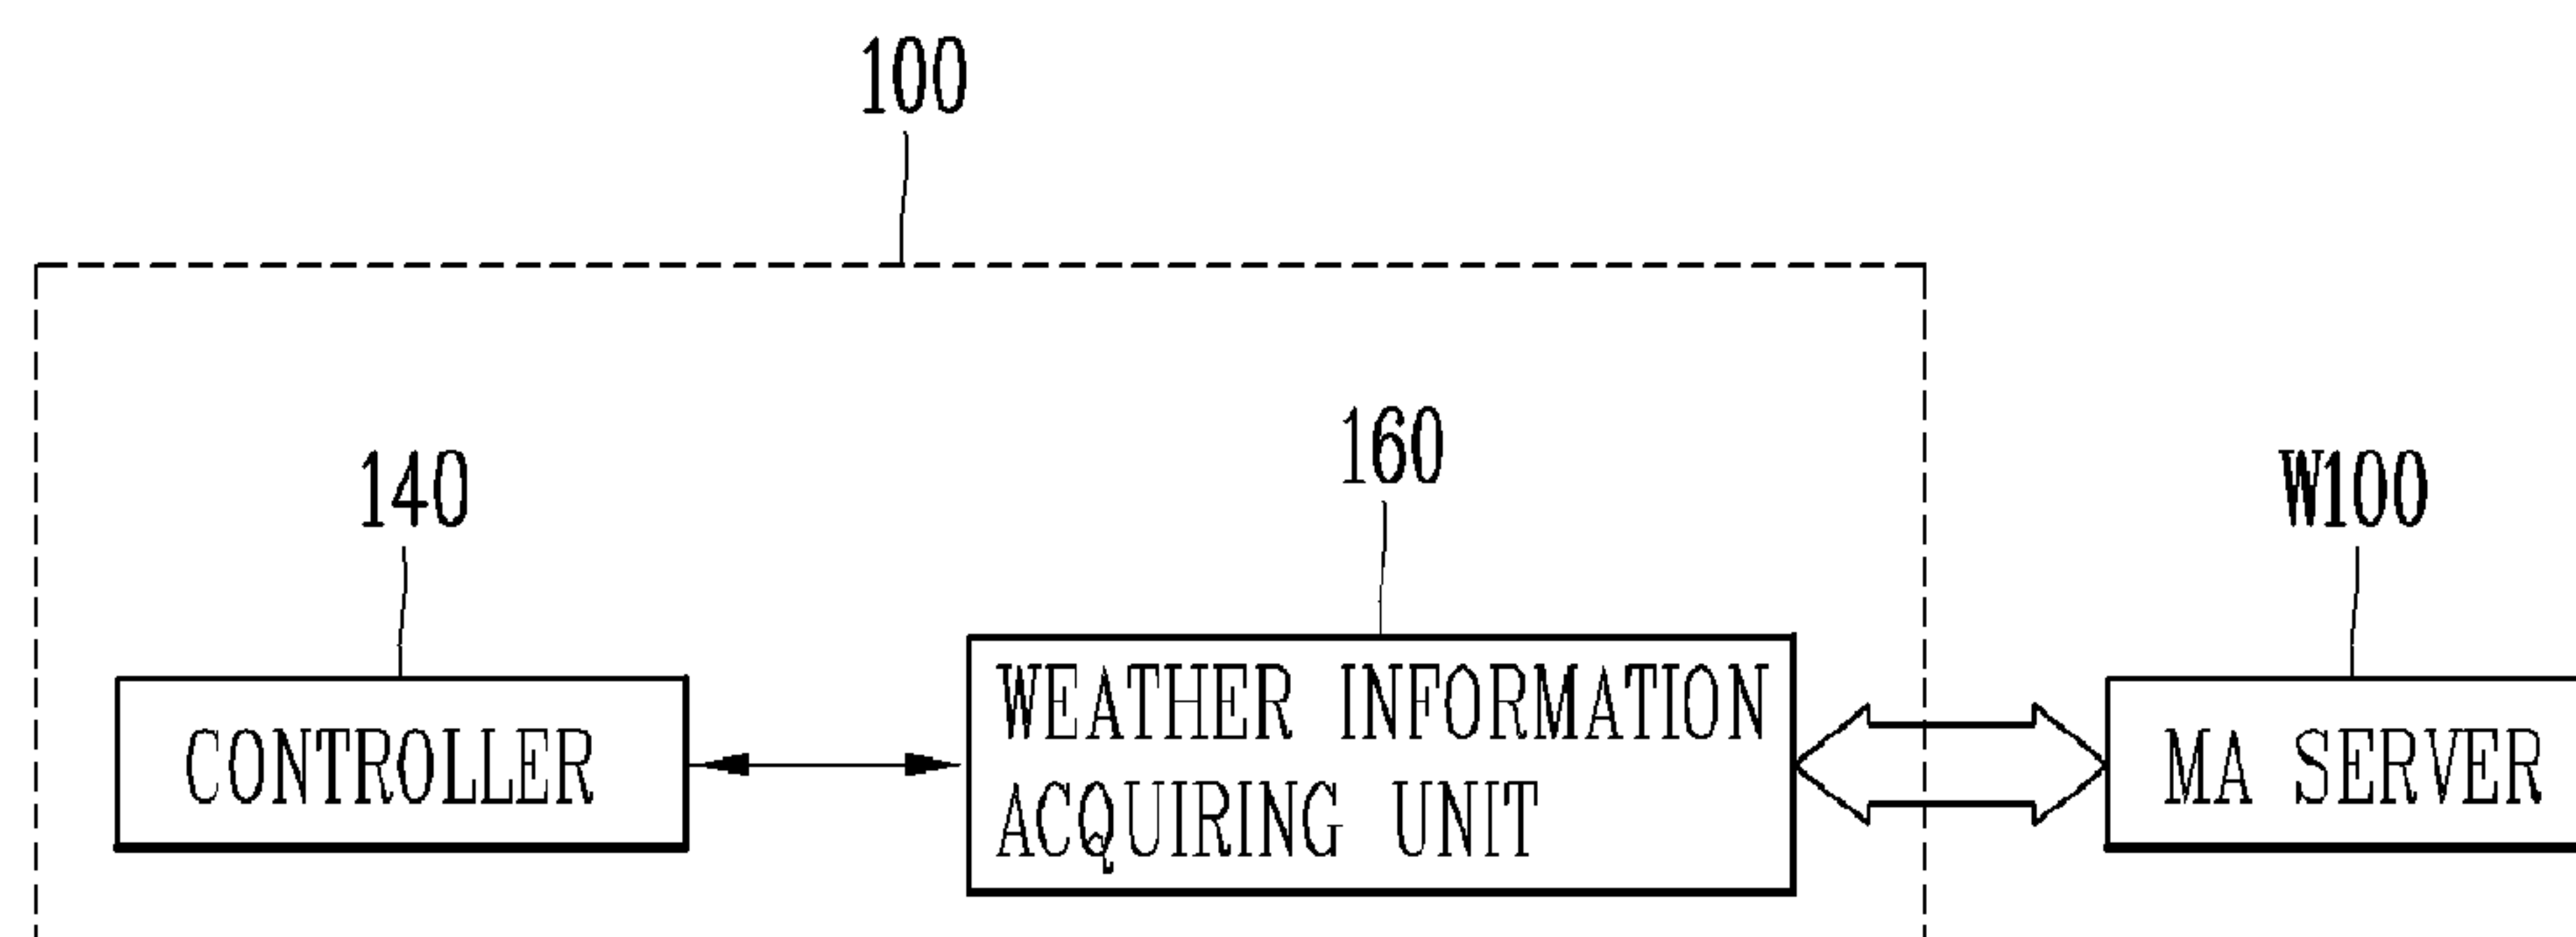 100
140
160
W100
CONTROLLER
WEATHER INFORMATION
ACQUIRING UNIT
MA SERVER